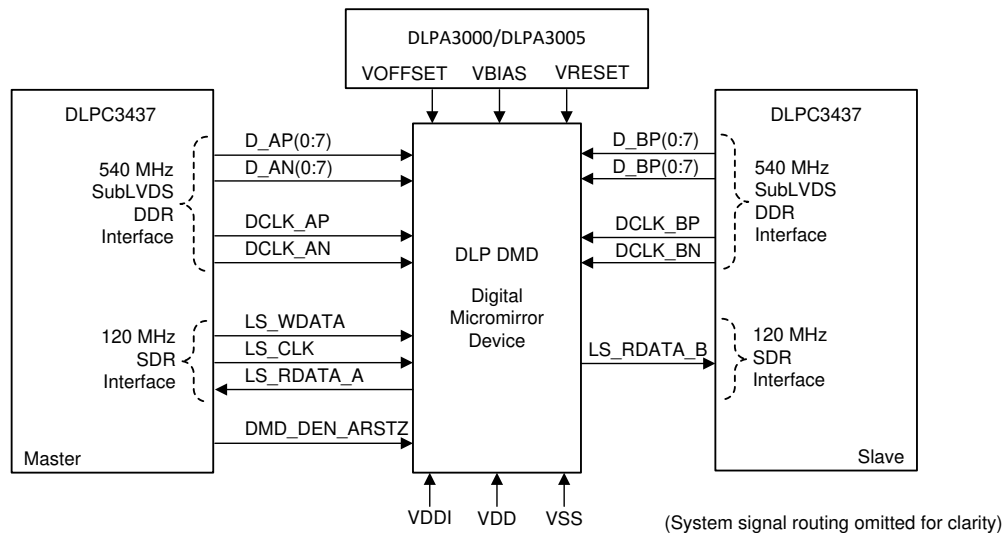 DLPA3000/DLPA3005
VOFFSET VBIAS VRESET
DLPC3437
540 MHz
SubLVDS
DDR
Interface
120 MHz
SDR
Interface
Master
D_AP(0:7)
D_AN(0:7)
DCLK_AP
DCLK_AN
LS_WDATA
LS_CLK
LS_RDATA_A
DMD_DEN_ARSTZ
DLP DMD
Digital
Micromirror
Device
VDDI VDD VSS
D_BP(0:7)
D_BP(0:7)
DCLK_BP
DCLK_BN
LS_RDATA_B
DLPC3437
540 MHz
SubLVDS
DDR
Interface
120 MHz
SDR
Interface
Slave
(System signal routing omitted for clarity)